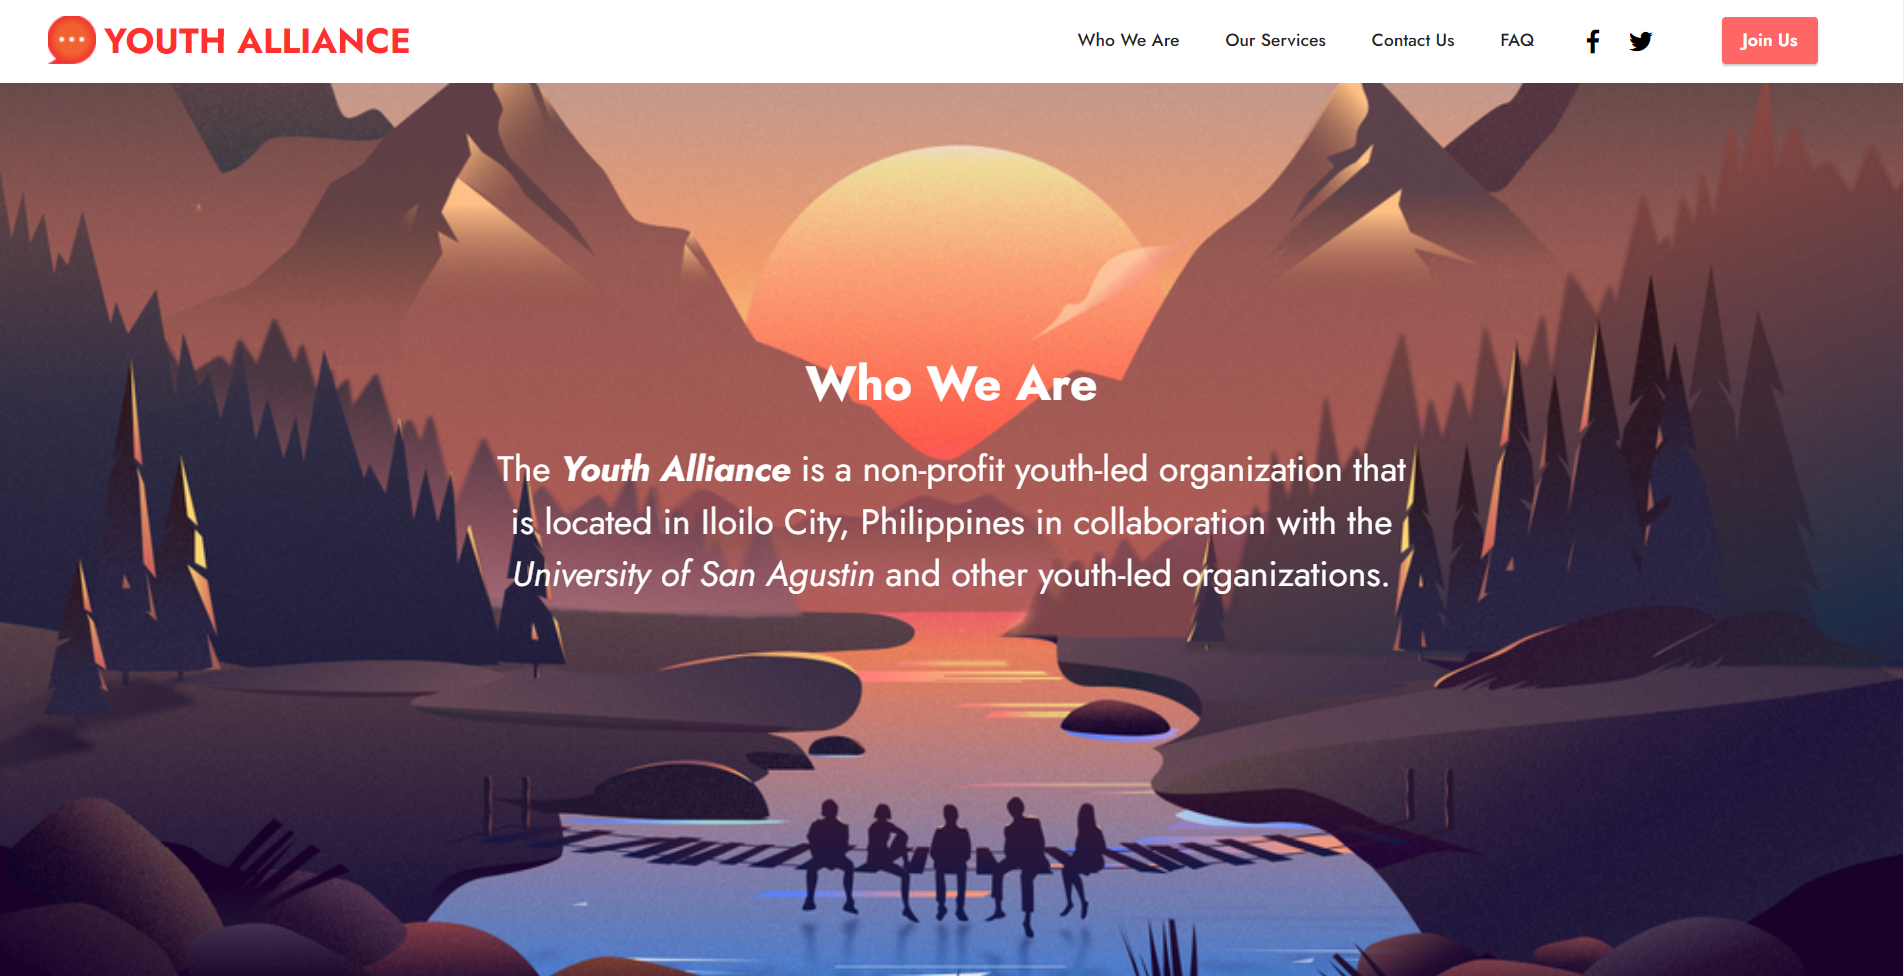 YOUTH ALLIANCE
Who We Are
Our Services
Contact Us
FAQ
Join Us
Who We Are
The Youth Alliance is a non-profit youth-led organization that
is located in Iloilo City, Philippines in collaboration with the
University of San Agustin and other youth-led organizations.